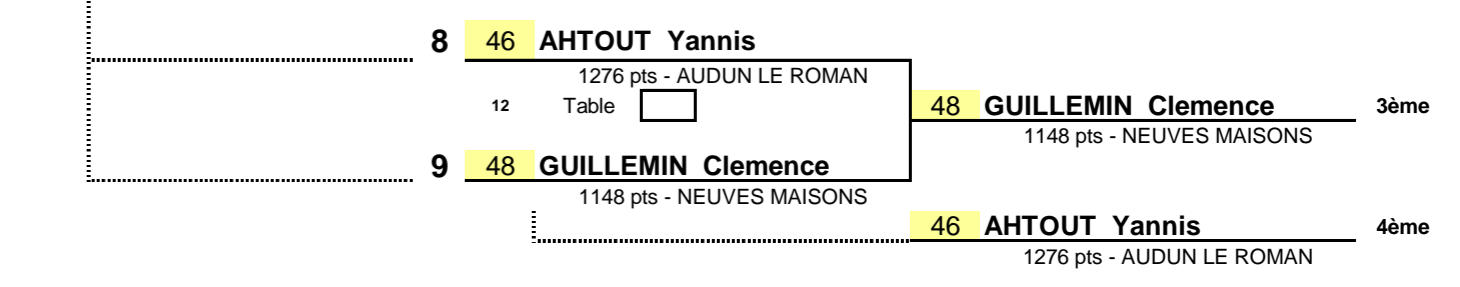 8 46 AHTOUT Yannis
1276 pts - AUDUN LE ROMAN
12 Table
48 GUILLEMIN Clemence 3ème
1148 pts - NEUVES MAISONS
9 48 GUILLEMIN Clemence
1148 pts - NEUVES MAISONS
46 AHTOUT Yannis 4ème
1276 pts - AUDUN LE ROMAN